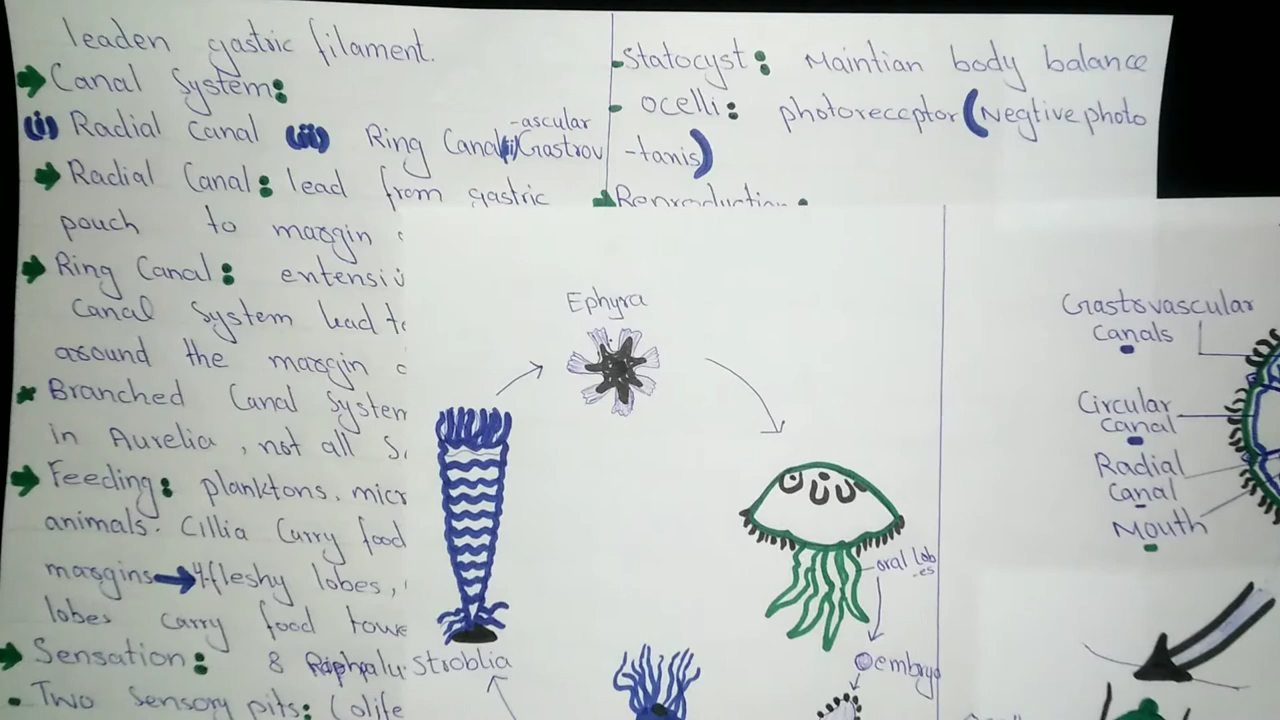 leaden gastric filament.
Canal System:
(i) Radial Canal (ii) Ring Canal (iii) Gastrov
-ascular
Radial Canal: lead from gastric
pouch to margin
Ring Canal: extensi
Canal System lead to
around the margin
Branched Canal System
in Aurelia, not all S.
Feeding: planktons, micr
animals. Cillia Carry food
margins → 4-fleshy lobes,
lobes carry food towa
Sensation: 8
Two Sensory pits: (olf
Statocyst: Maintian body balance
Ocelli: photoreceptor (Negtive photo
-taxis)
Reproduction:
Ephyra
Stroblia
oral lob
es
embryo
Gastrovascular
Canals
Circular
Canal
Radial
Canal
Mouth